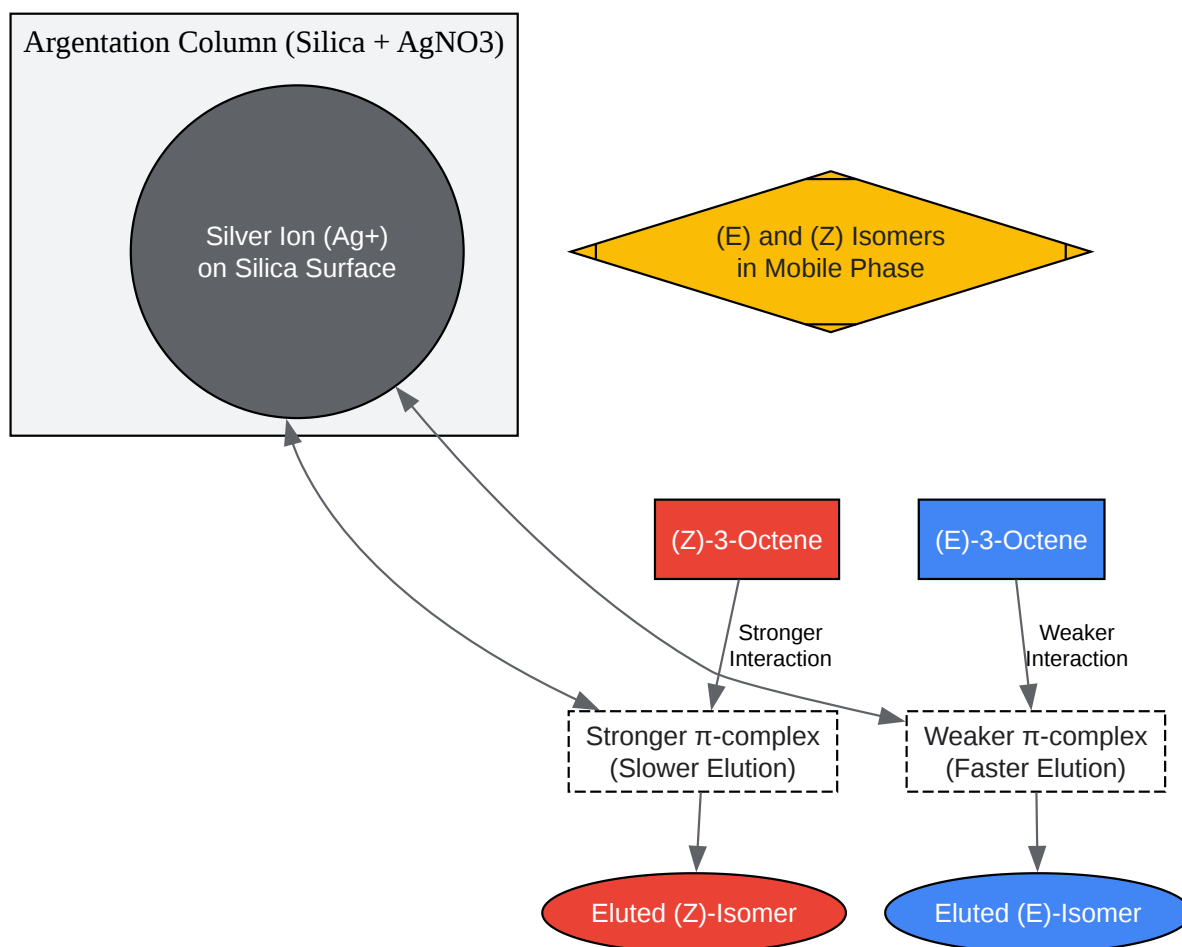 Argentation Column (Silica + AgNO3)
Silver Ion (Ag+)
on Silica Surface
(E) and (Z) Isomers
in Mobile Phase
(Z)-3-Octene
(E)-3-Octene
Stronger
Interaction
Weaker
Interaction
Stronger π-complex
(Slower Elution)
Weaker π-complex
(Faster Elution)
Eluted (Z)-Isomer
Eluted (E)-Isomer